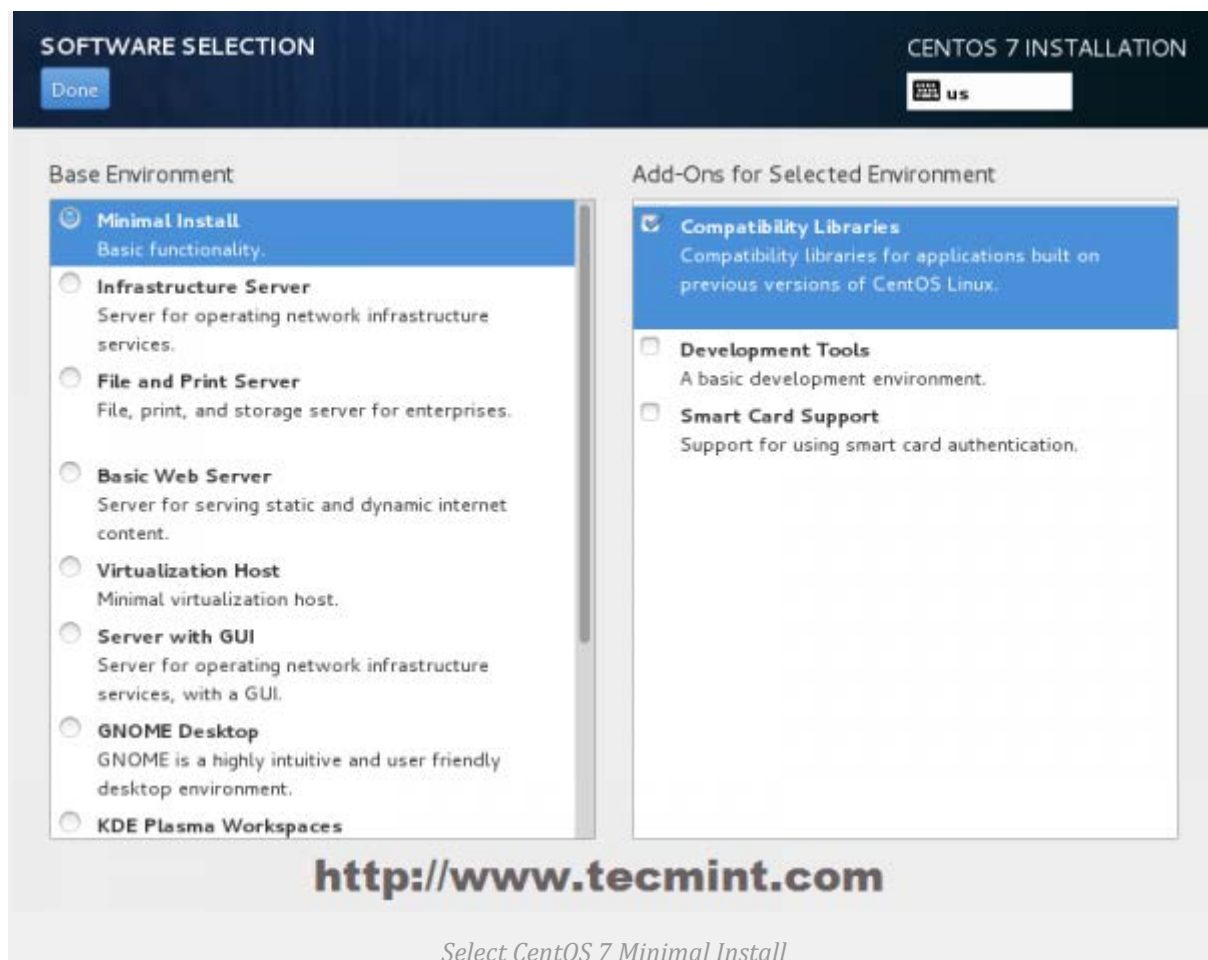 SOFTWARE SELECTION
Done
CENTOS 7 INSTALLATION
us
Base Environment
Minimal Install
Basic functionality.
Infrastructure Server
Server for operating network infrastructure
services.
File and Print Server
File, print, and storage server for enterprises.
Basic Web Server
Server for serving static and dynamic internet
content.
Virtualization Host
Minimal virtualization host.
Server with GUI
Server for operating network infrastructure
services, with a GUI.
GNOME Desktop
GNOME is a highly intuitive and user friendly
desktop environment.
KDE Plasma Workspaces
Add-Ons for Selected Environment
Compatibility Libraries
Compatibility libraries for applications built on
previous versions of CentOS Linux.
Development Tools
A basic development environment.
Smart Card Support
Support for using smart card authentication.
http://www.tecmint.com
Select CentOS 7 Minimal Install